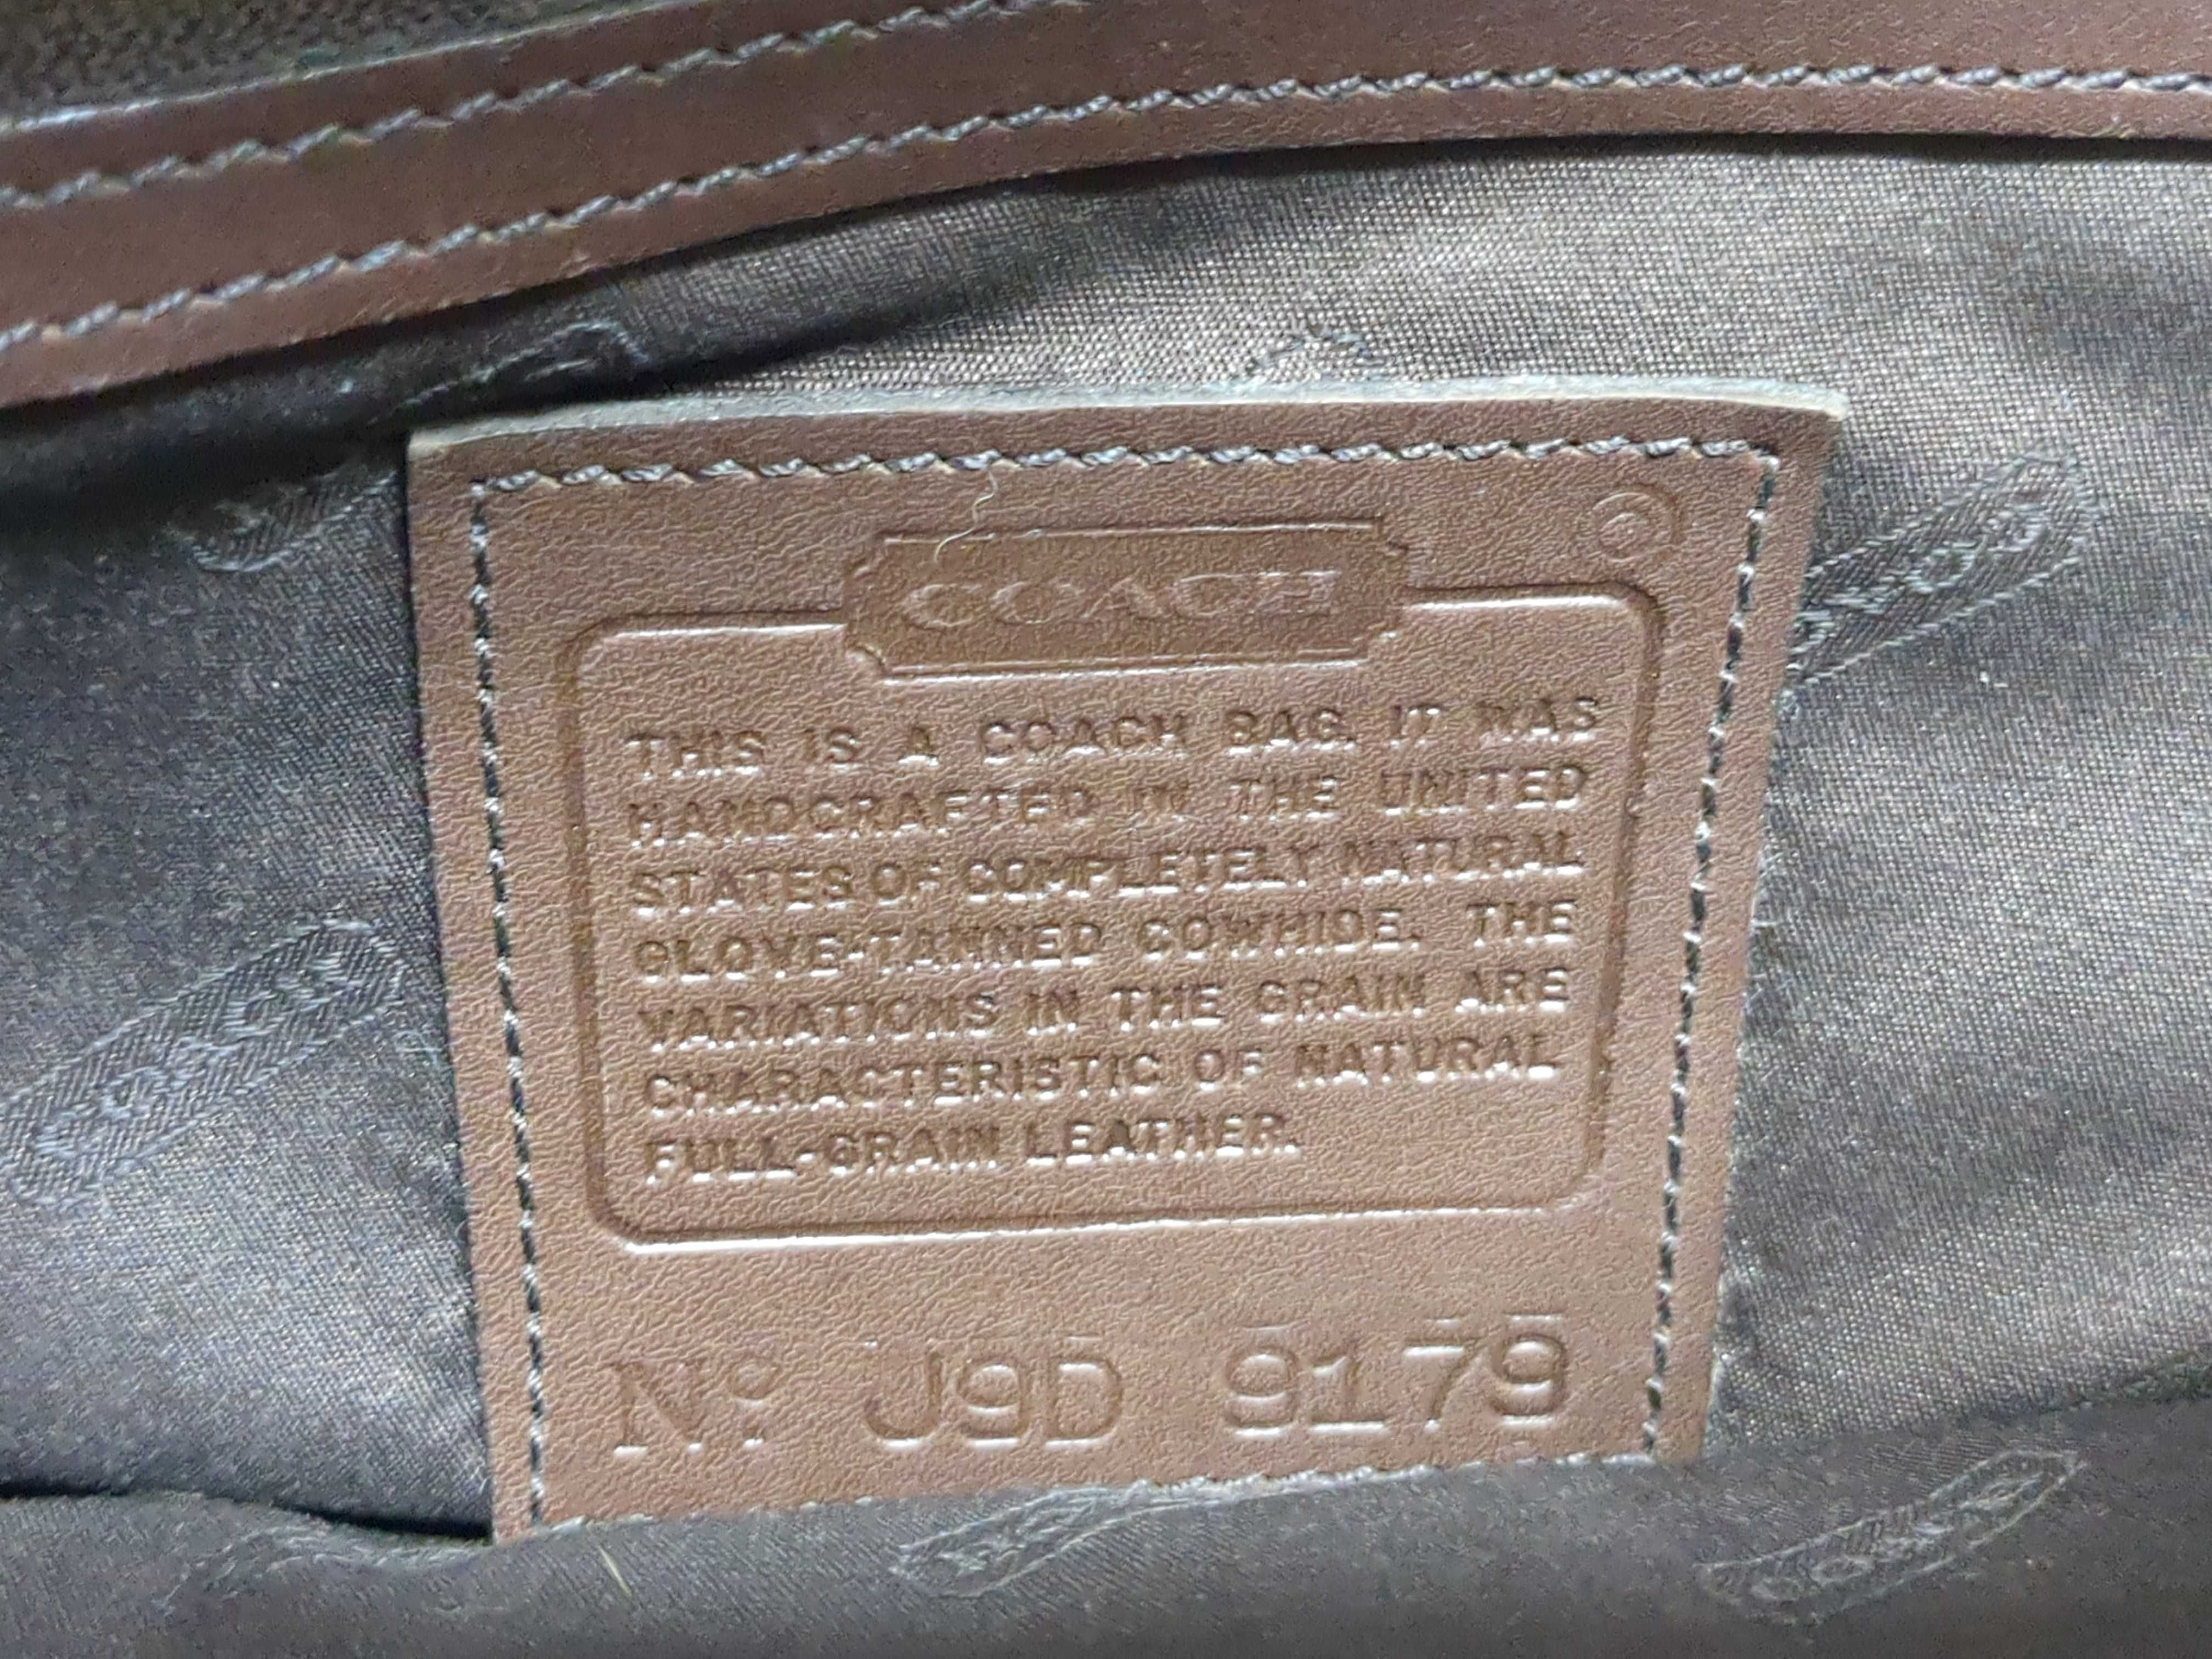 COACH
THIS IS A COACH BAG. IT WAS
HANDCRAFTED IN THE UNITED
STATES OF COMPLETELY NATURAL
GLOVE-TANNED COWHIDE. THE
VARIATIONS IN THE GRAIN ARE
CHARACTERISTIC OF NATURAL
FULL-GRAIN LEATHER.
Nº J9D 9179